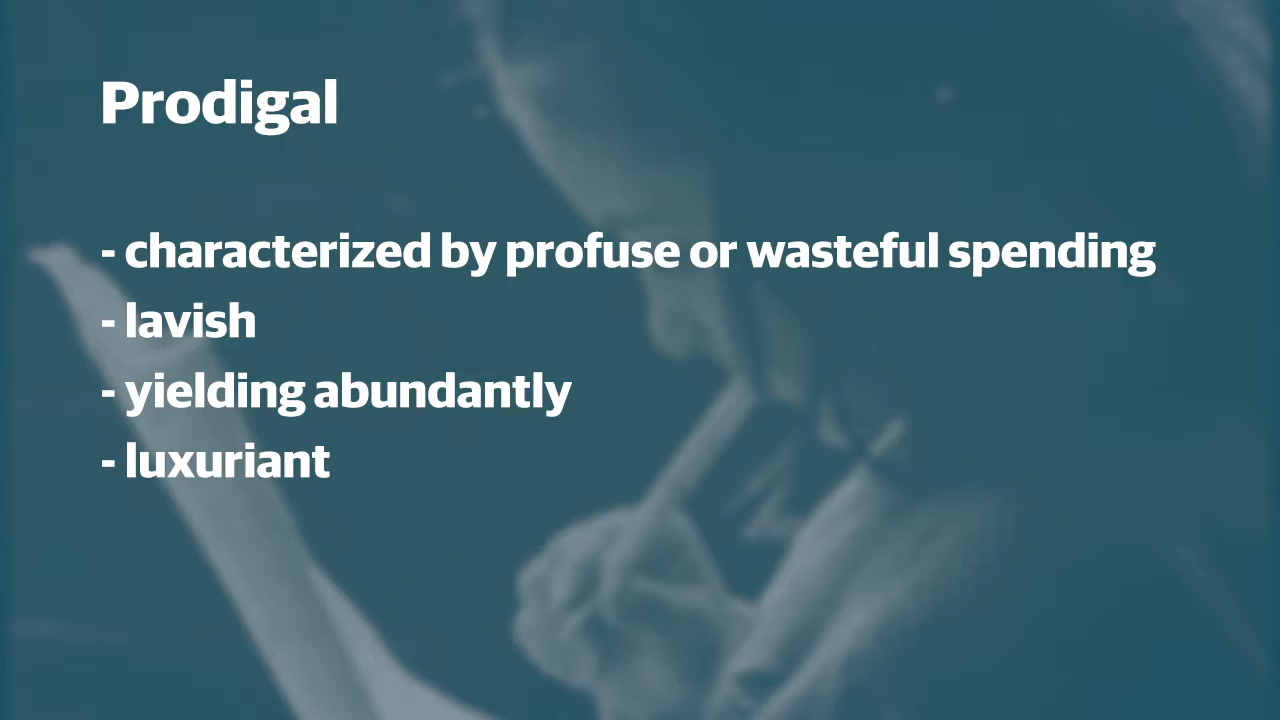 Prodigal
- characterized by profuse or wasteful spending
- lavish
- yielding abundantly
- luxuriant